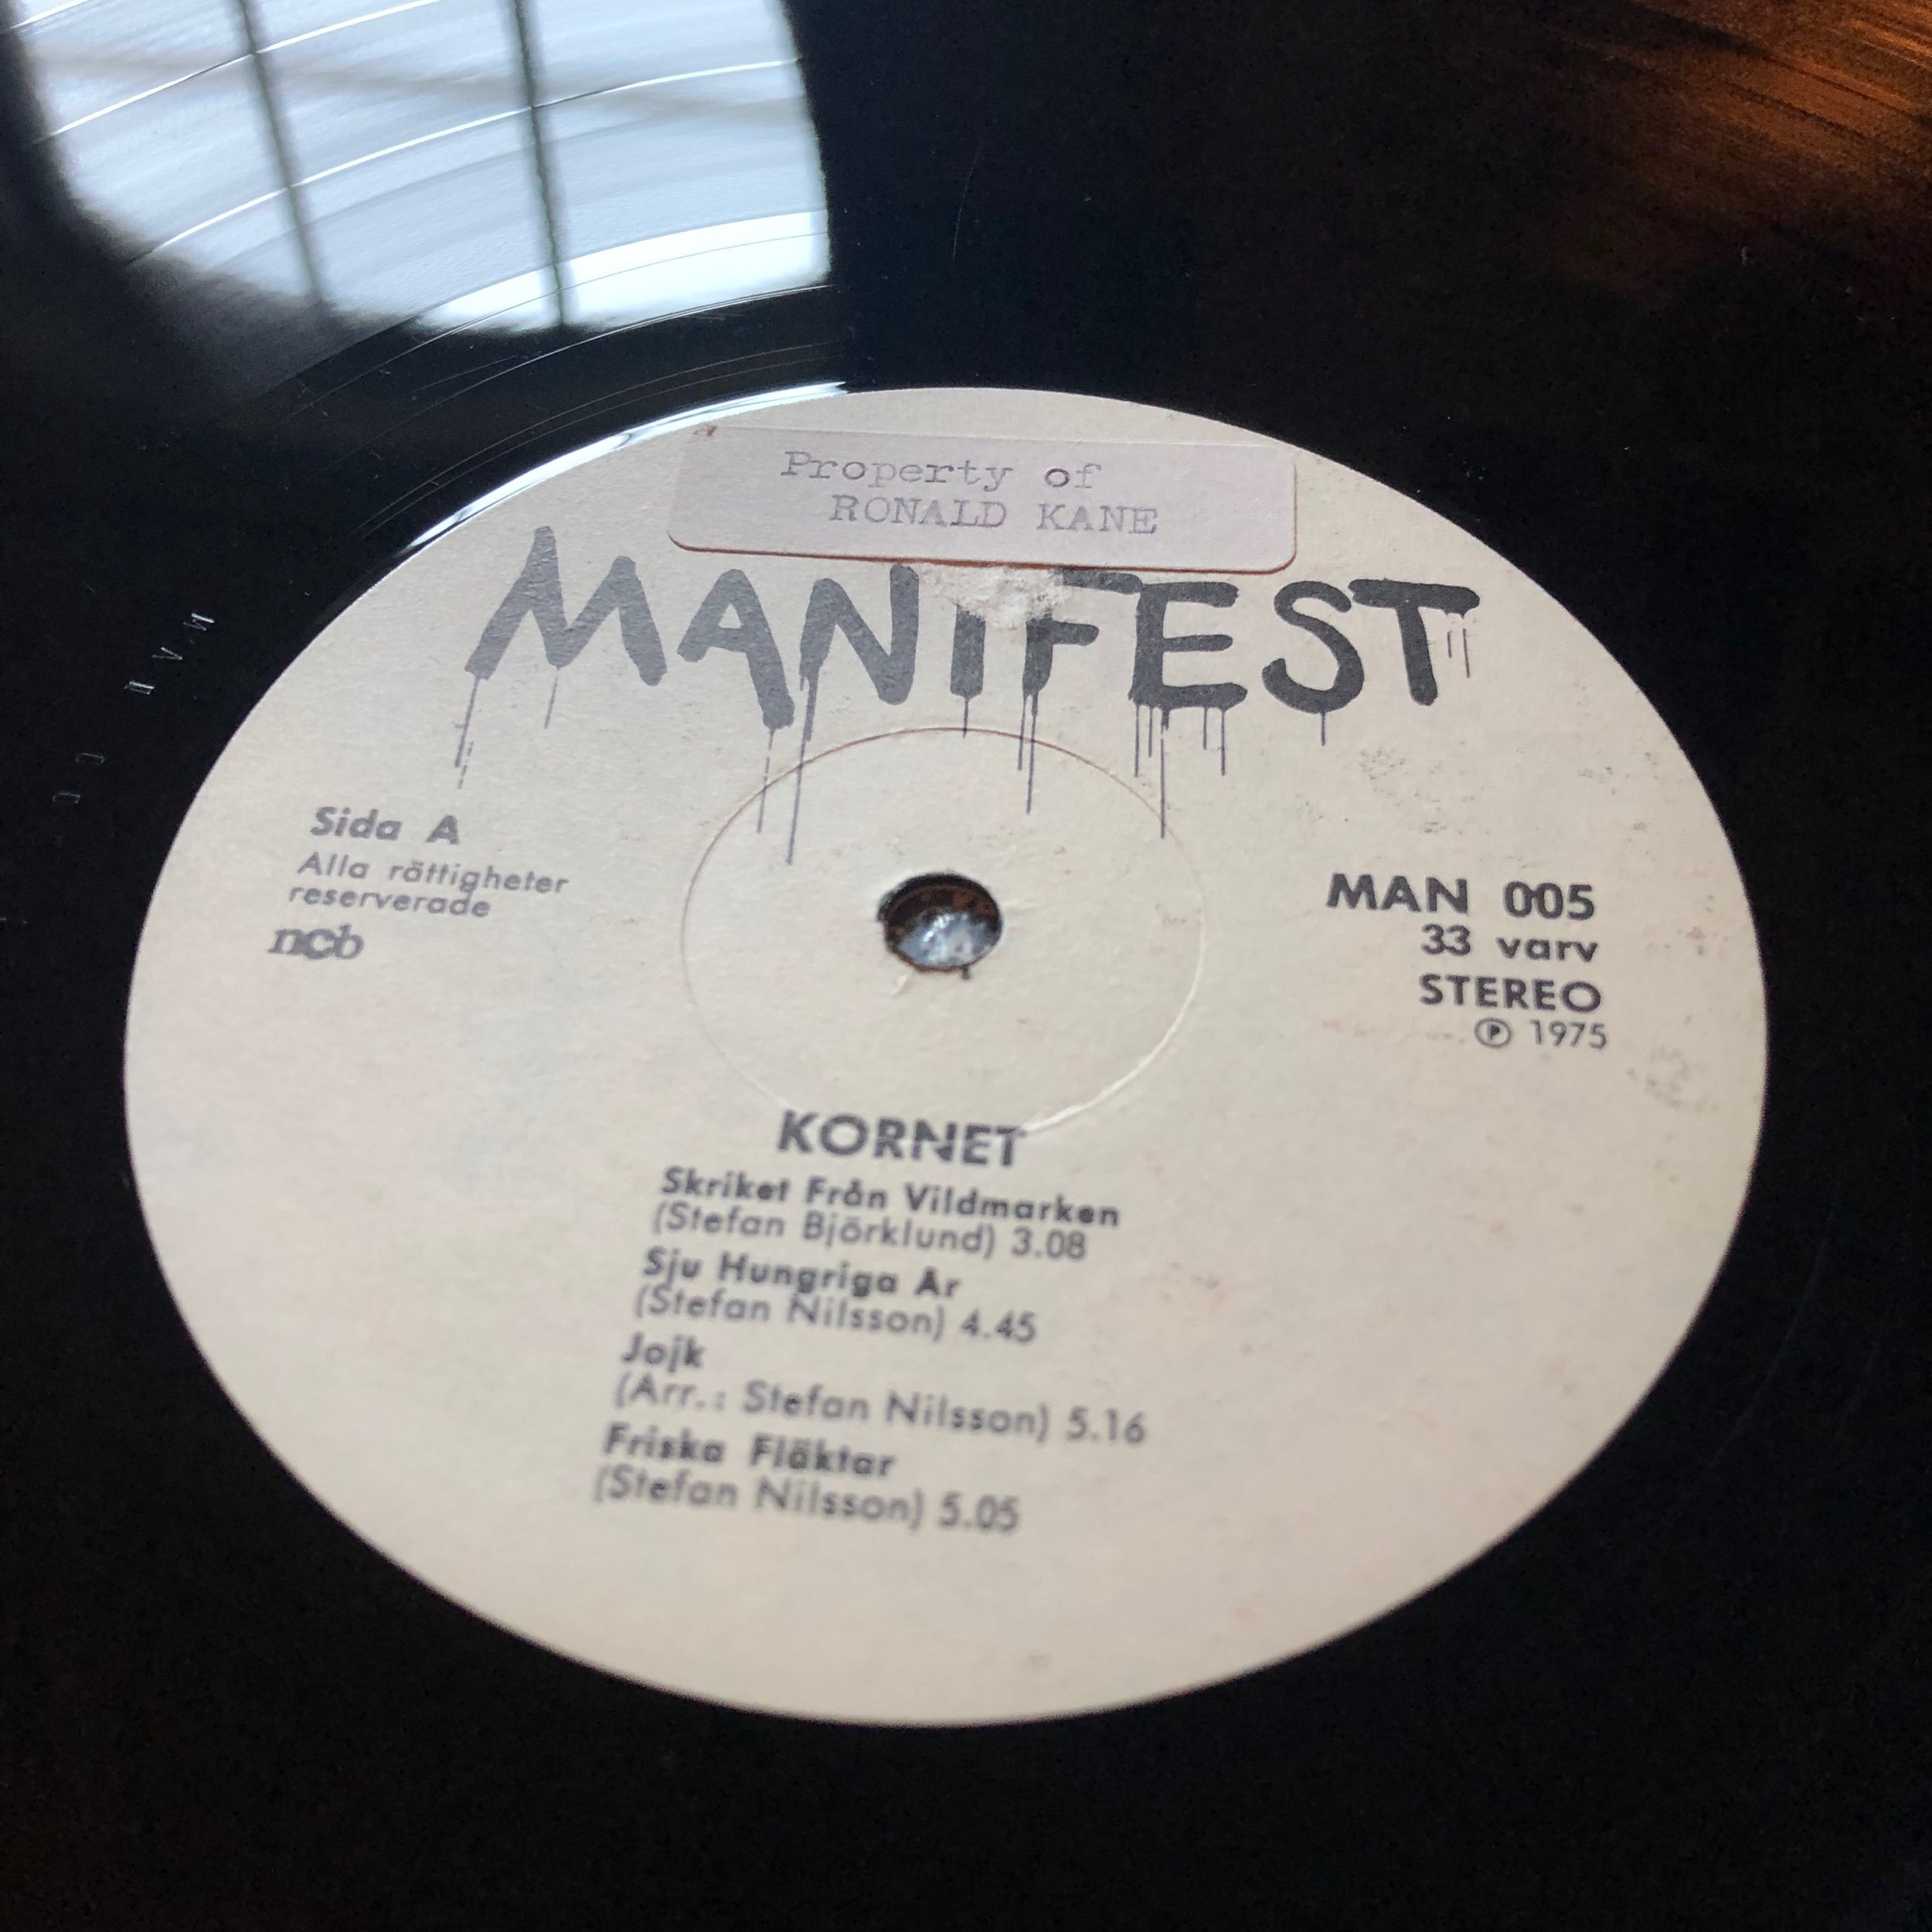 Property of
RONALD KANE
MANIFEST
Sida A
Alla rättigheter
reserverade
ncb
MAN 005
33 varv
STEREO
Ⓟ 1975
KORNET
Skriket Från Vildmarken
(Stefan Björklund) 3.08
Sju Hungriga År
(Stefan Nilsson) 4.45
Jojk
(Arr.: Stefan Nilsson) 5.16
Friska Fläktar
(Stefan Nilsson) 5.05